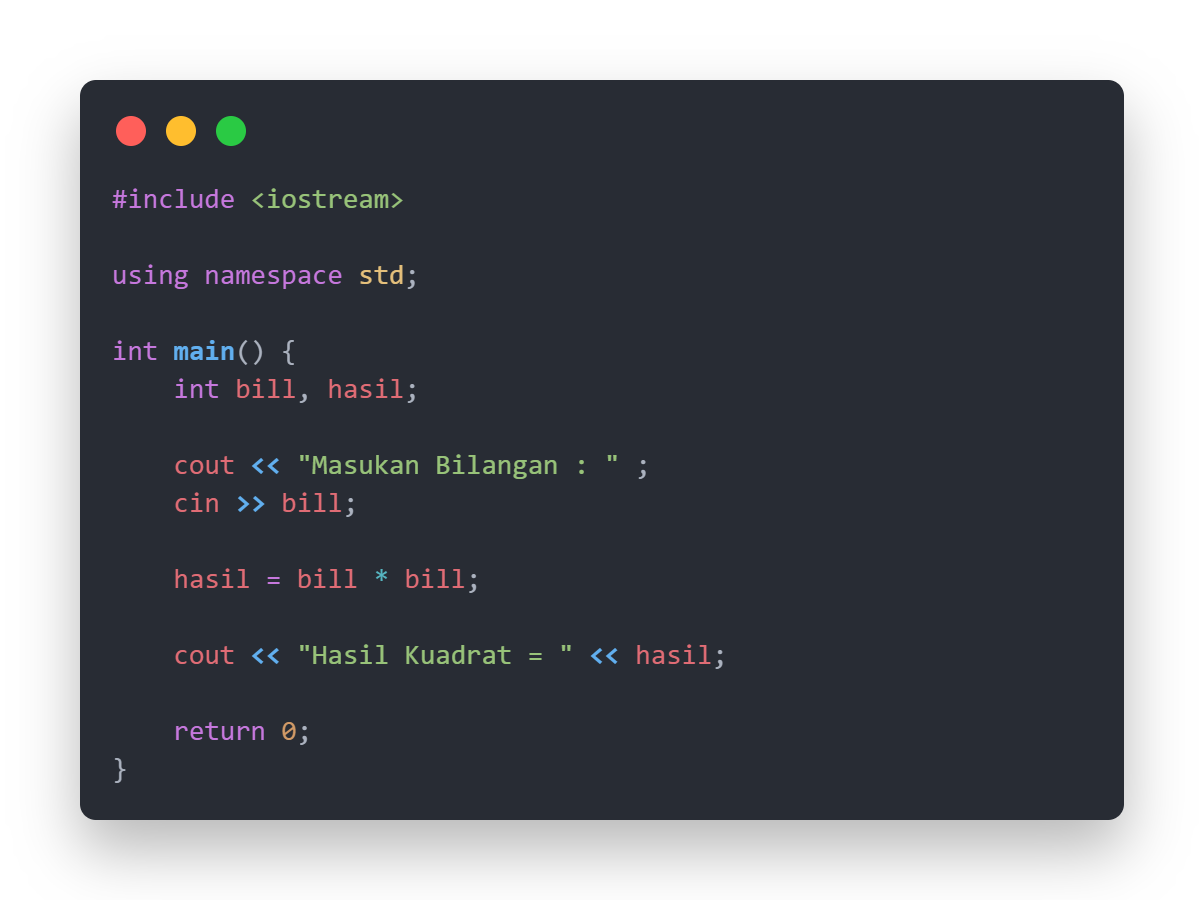 #include <iostream>
using namespace std;
int main() {
    int bill, hasil;
    cout << "Masukan Bilangan : " ;
    cin >> bill;
    hasil = bill * bill;
    cout << "Hasil Kuadrat = " << hasil;
    return 0;
}